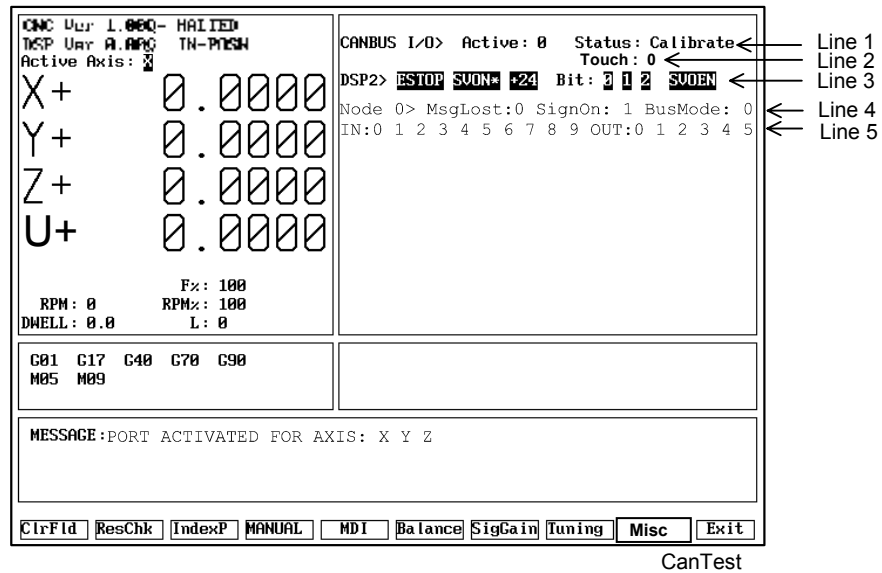 CNC Ver 1.00Q- HALTED
DSP Ver IN-POSN
Active Axis: X
X+ 0.0000
Y+ 0.0000
Z+ 0.0000
U+ 0.0000
F%: 100
RPM: 0 RPM%: 100
DWELL: 0.0 L: 0
CANBUS I/O> Active: 0 Status: Calibrate
Touch: 0
DSP2> ESTOP SVON* +24 Bit: 0 1 2 SVOEN
Node 0> MsgLost:0 SignOn: 1 BusMode: 0
IN:0 1 2 3 4 5 6 7 8 9 OUT:0 1 2 3 4 5
Line 1
Line 2
Line 3
Line 4
Line 5
G01 G17 G40 G70 G90
M05 M09
MESSAGE:PORT ACTIVATED FOR AXIS: X Y Z
ClrFld ResChk IndexP MANUAL MDI Balance SigGain Tuning Misc Exit
CanTest